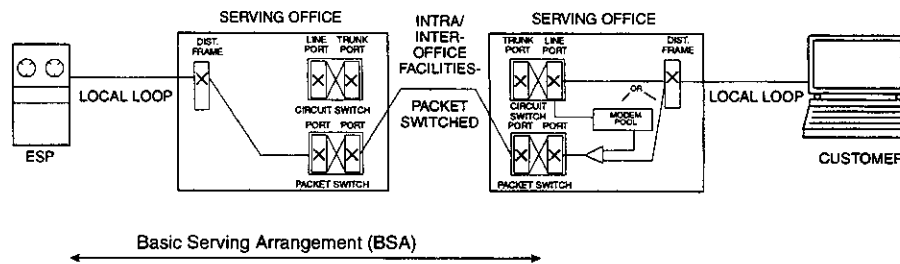 SERVING OFFICE
DIST.
FRAME
LINE
PORT
TRUNK
PORT
CIRCUIT SWITCH
PORT
PORT
PACKET SWITCH
LOCAL LOOP
ESP
INTRA/
INTER-
OFFICE
FACILITIES-
PACKET
SWITCHED
SERVING OFFICE
TRUNK
PORT
LINE
PORT
DIST.
FRAME
CIRCUIT SWITCH
PORT
PORT
OR
MODEM
POOL
PACKET SWITCH
LOCAL LOOP
CUSTOMER
Basic Serving Arrangement (BSA)